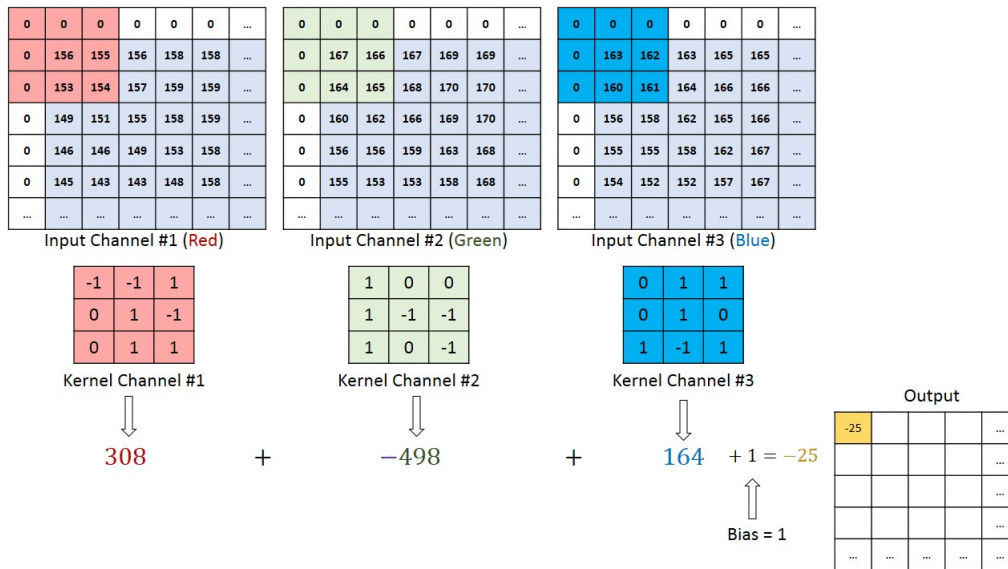 0 0 0 0 0 0 ... 0 0 0 0 0 0 ... 0 0 0 0 0 0 ...
0 156 155 156 158 158 ... 0 167 166 167 169 169 ... 0 163 162 163 165 165 ...
0 153 154 157 159 159 ... 0 164 165 168 170 170 ... 0 160 161 164 166 166 ...
0 149 151 155 158 159 ... 0 160 162 166 169 170 ... 0 156 158 162 165 166 ...
0 146 146 149 153 158 ... 0 156 156 159 163 168 ... 0 155 155 158 162 167 ...
0 145 143 143 148 158 ... 0 155 153 153 158 168 ... 0 154 152 152 157 167 ...
... ... ... ... ... ... ... ... ... ... ... ... ... ... ... ... ... ... ... ... ...
Input Channel #1 (Red) Input Channel #2 (Green) Input Channel #3 (Blue)
-1 -1 1 1 0 0 0 1 1
0 1 -1 1 -1 -1 0 1 0
0 1 1 1 0 -1 1 -1 1
Kernel Channel #1 Kernel Channel #2 Kernel Channel #3
308 + −498 + 164 + 1 = −25
Bias = 1
Output
-25 ...
...
...
...
... ... ... ... ...